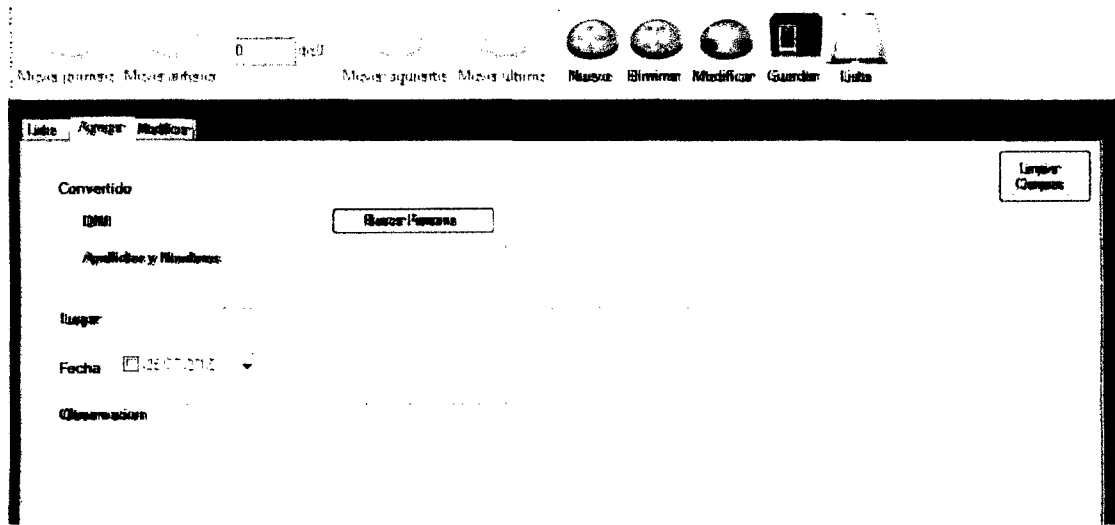 Mover primero Mover anterior 0 de 0 Mover siguiente Mover ultimo Nuevo Eliminar Modificar Guardar Lista
Lista Agregar Modificar
Limpiar
Campos
Convertido
DNI Buscar Persona
Apellidos y Nombres
Lugar
Fecha
Observacion